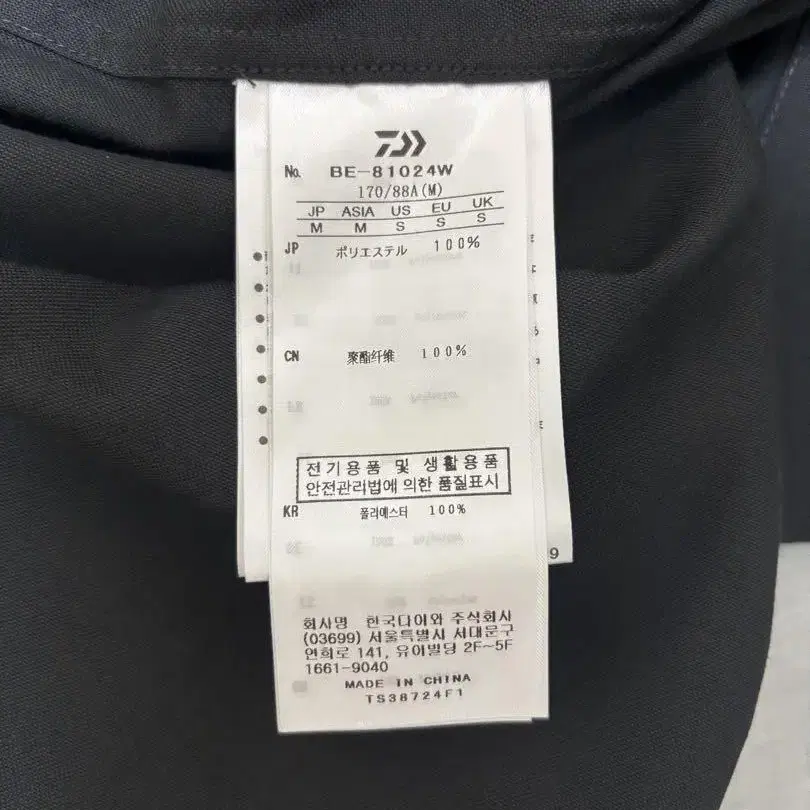 No. BE-81024W
170/88A(M)
JP ASIA US EU UK
M M S S S
JP ポリエステル 100%
CN 聚酯纤维 100%
전기용품 및 생활용품
안전관리법에 의한 품질표시
KR 폴리에스터 100%
9
회사명 한국다이와 주식회사
(03699) 서울특별시 서대문구
연희로 141, 유아빌딩 2F~5F
1661-9040
MADE IN CHINA
TS38724F1